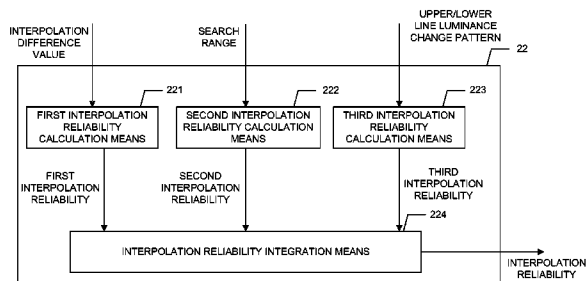 INTERPOLATION
DIFFERENCE
VALUE
SEARCH
RANGE
UPPER/LOWER
LINE LUMINANCE
CHANGE PATTERN
22
221
222
223
FIRST INTERPOLATION
RELIABILITY
CALCULATION MEANS
SECOND INTERPOLATION
RELIABILITY CALCULATION
MEANS
THIRD INTERPOLATION
RELIABILITY
CALCULATION MEANS
FIRST
INTERPOLATION
RELIABILITY
SECOND
INTERPOLATION
RELIABILITY
THIRD
INTERPOLATION
RELIABILITY
224
INTERPOLATION RELIABILITY INTEGRATION MEANS
INTERPOLATION
RELIABILITY